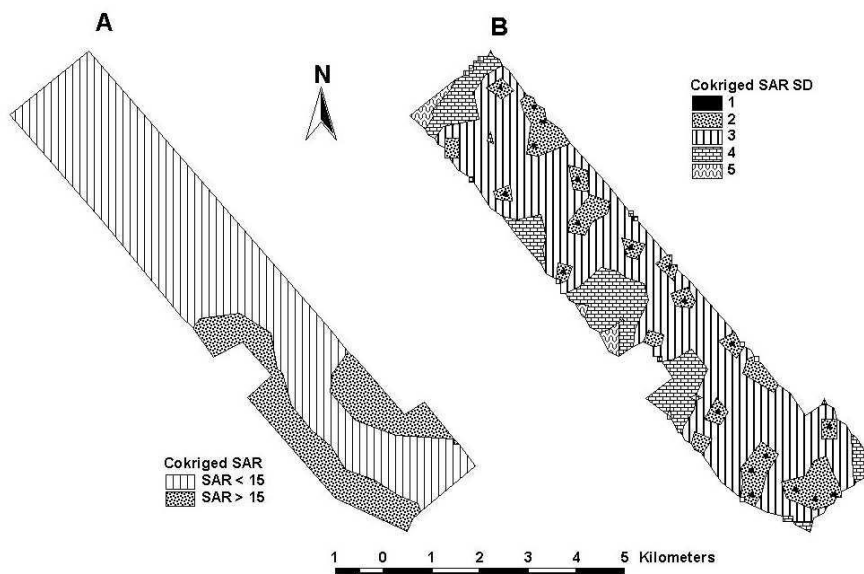 A
B
N
Cokriged SAR SD
1
2
3
4
5
Cokriged SAR
SAR < 15
SAR > 15
1 0 1 2 3 4 5 Kilometers